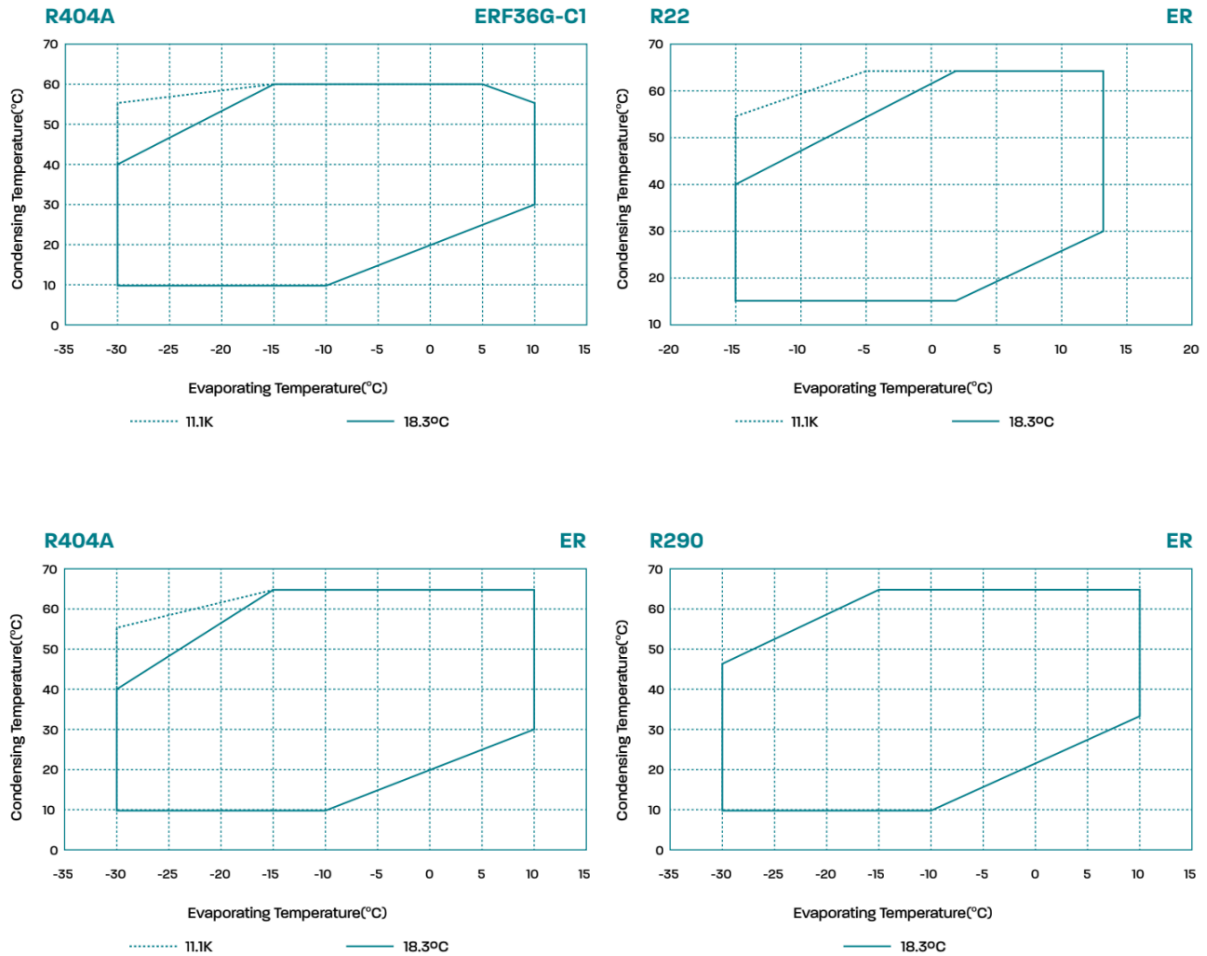 R404A ERF36G-C1
70
60
50
40
30
20
10
0
Condensing Temperature(°C)
-35 -30 -25 -20 -15 -10 -5 0 5 10 15
Evaporating Temperature(°C)
11.1K 18.3ºC
R22 ER
70
60
50
40
30
20
10
Condensing Temperature(°C)
-20 -15 -10 -5 0 5 10 15 20
Evaporating Temperature(°C)
11.1K 18.3ºC
R404A ER
70
60
50
40
30
20
10
0
Condensing Temperature((°C)
-35 -30 -25 -20 -15 -10 -5 0 5 10 15
Evaporating Temperature(°C)
11.1K 18.3ºC
R290 ER
70
60
50
40
30
20
10
0
Condensing Temperature(°C)
-35 -30 -25 -20 -15 -10 -5 0 5 10 15
Evaporating Temperature(°C)
18.3ºC